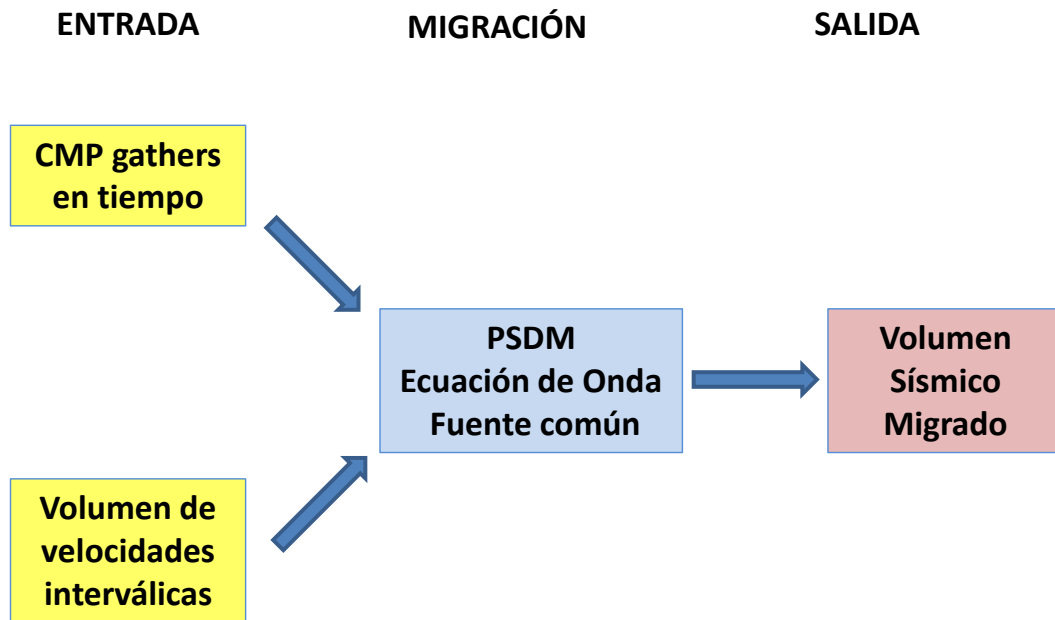 ENTRADA
MIGRACIÓN
SALIDA
CMP gathers
en tiempo
PSDM
Ecuación de Onda
Fuente común
Volumen
Sísmico
Migrado
Volumen de
velocidades
interválicas